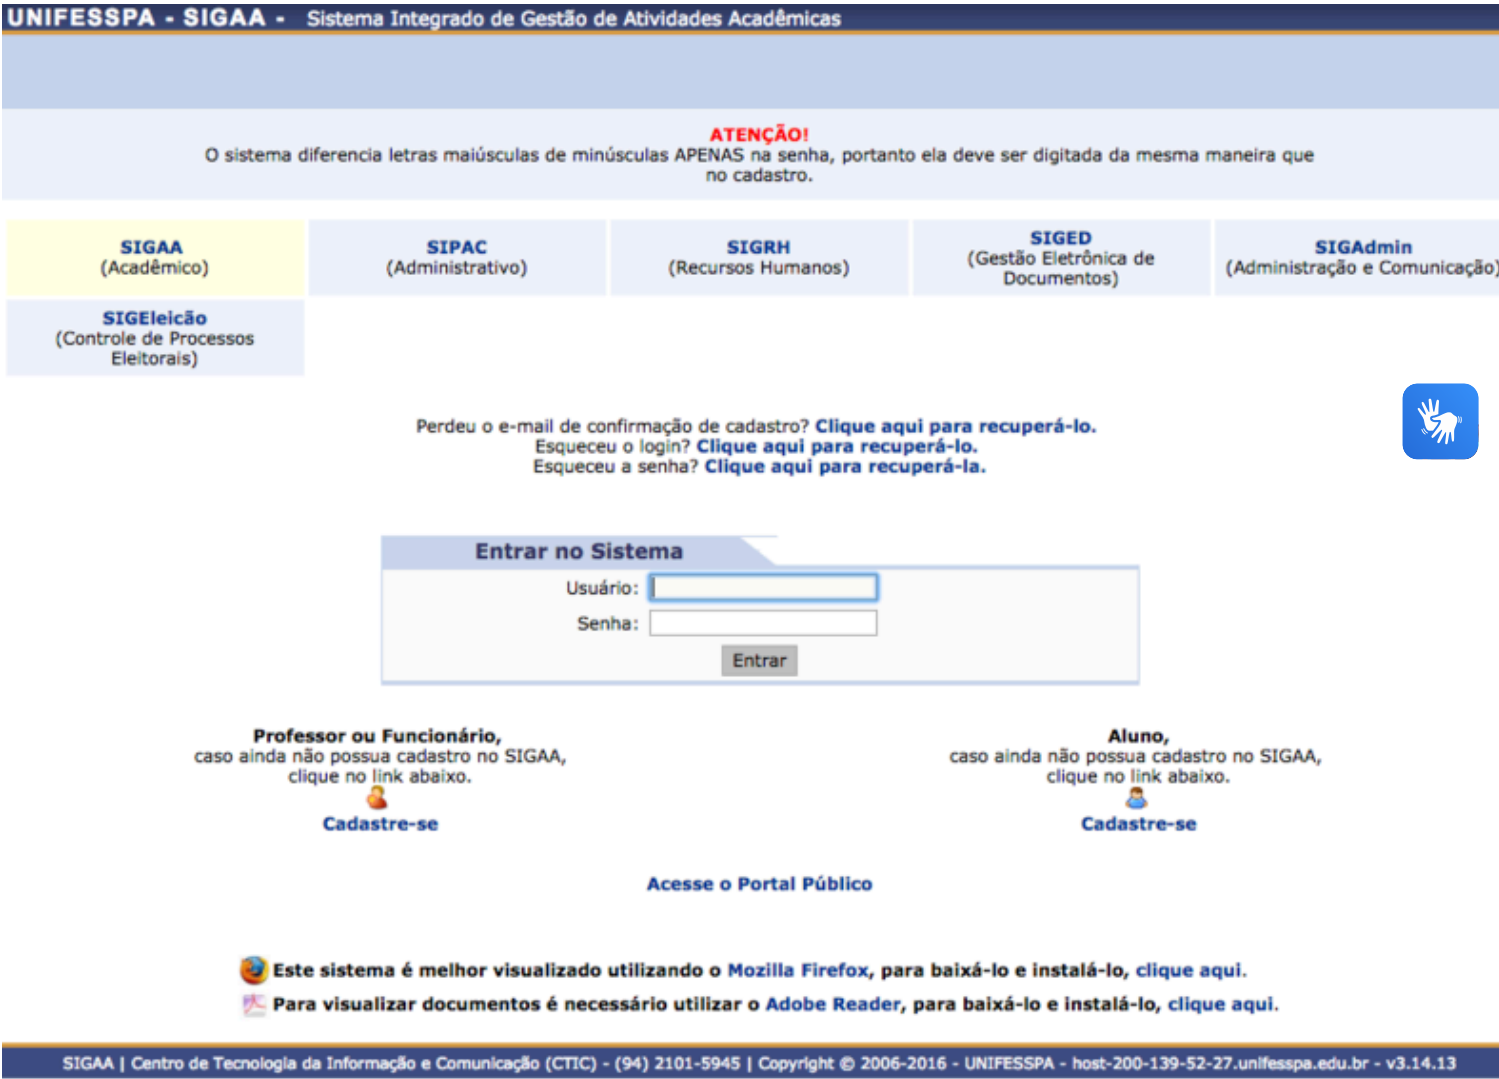 UNIFESSPA - SIGAA - Sistema Integrado de Gestão de Atividades Acadêmicas
ATENÇÃO!
O sistema diferencia letras maiúsculas de minúsculas APENAS na senha, portanto ela deve ser digitada da mesma maneira que
no cadastro.
SIGAA
(Acadêmico)
SIPAC
(Administrativo)
SIGRH
(Recursos Humanos)
SIGED
(Gestão Eletrônica de
Documentos)
SIGAdmin
(Administração e Comunicação)
SIGEleicão
(Controle de Processos
Eleitorais)
Perdeu o e-mail de confirmação de cadastro? Clique aqui para recuperá-lo.
Esqueceu o login? Clique aqui para recuperá-lo.
Esqueceu a senha? Clique aqui para recuperá-la.
Entrar no Sistema
Usuário:
Senha:
Entrar
Professor ou Funcionário,
caso ainda não possua cadastro no SIGAA,
clique no link abaixo.
Cadastre-se
Aluno,
caso ainda não possua cadastro no SIGAA,
clique no link abaixo.
Cadastre-se
Acesse o Portal Público
Este sistema é melhor visualizado utilizando o Mozilla Firefox, para baixá-lo e instalá-lo, clique aqui.
Para visualizar documentos é necessário utilizar o Adobe Reader, para baixá-lo e instalá-lo, clique aqui.
SIGAA | Centro de Tecnologia da Informação e Comunicação (CTIC) - (94) 2101-5945 | Copyright © 2006-2016 - UNIFESSPA - host-200-139-52-27.unifesspa.edu.br - v3.14.13